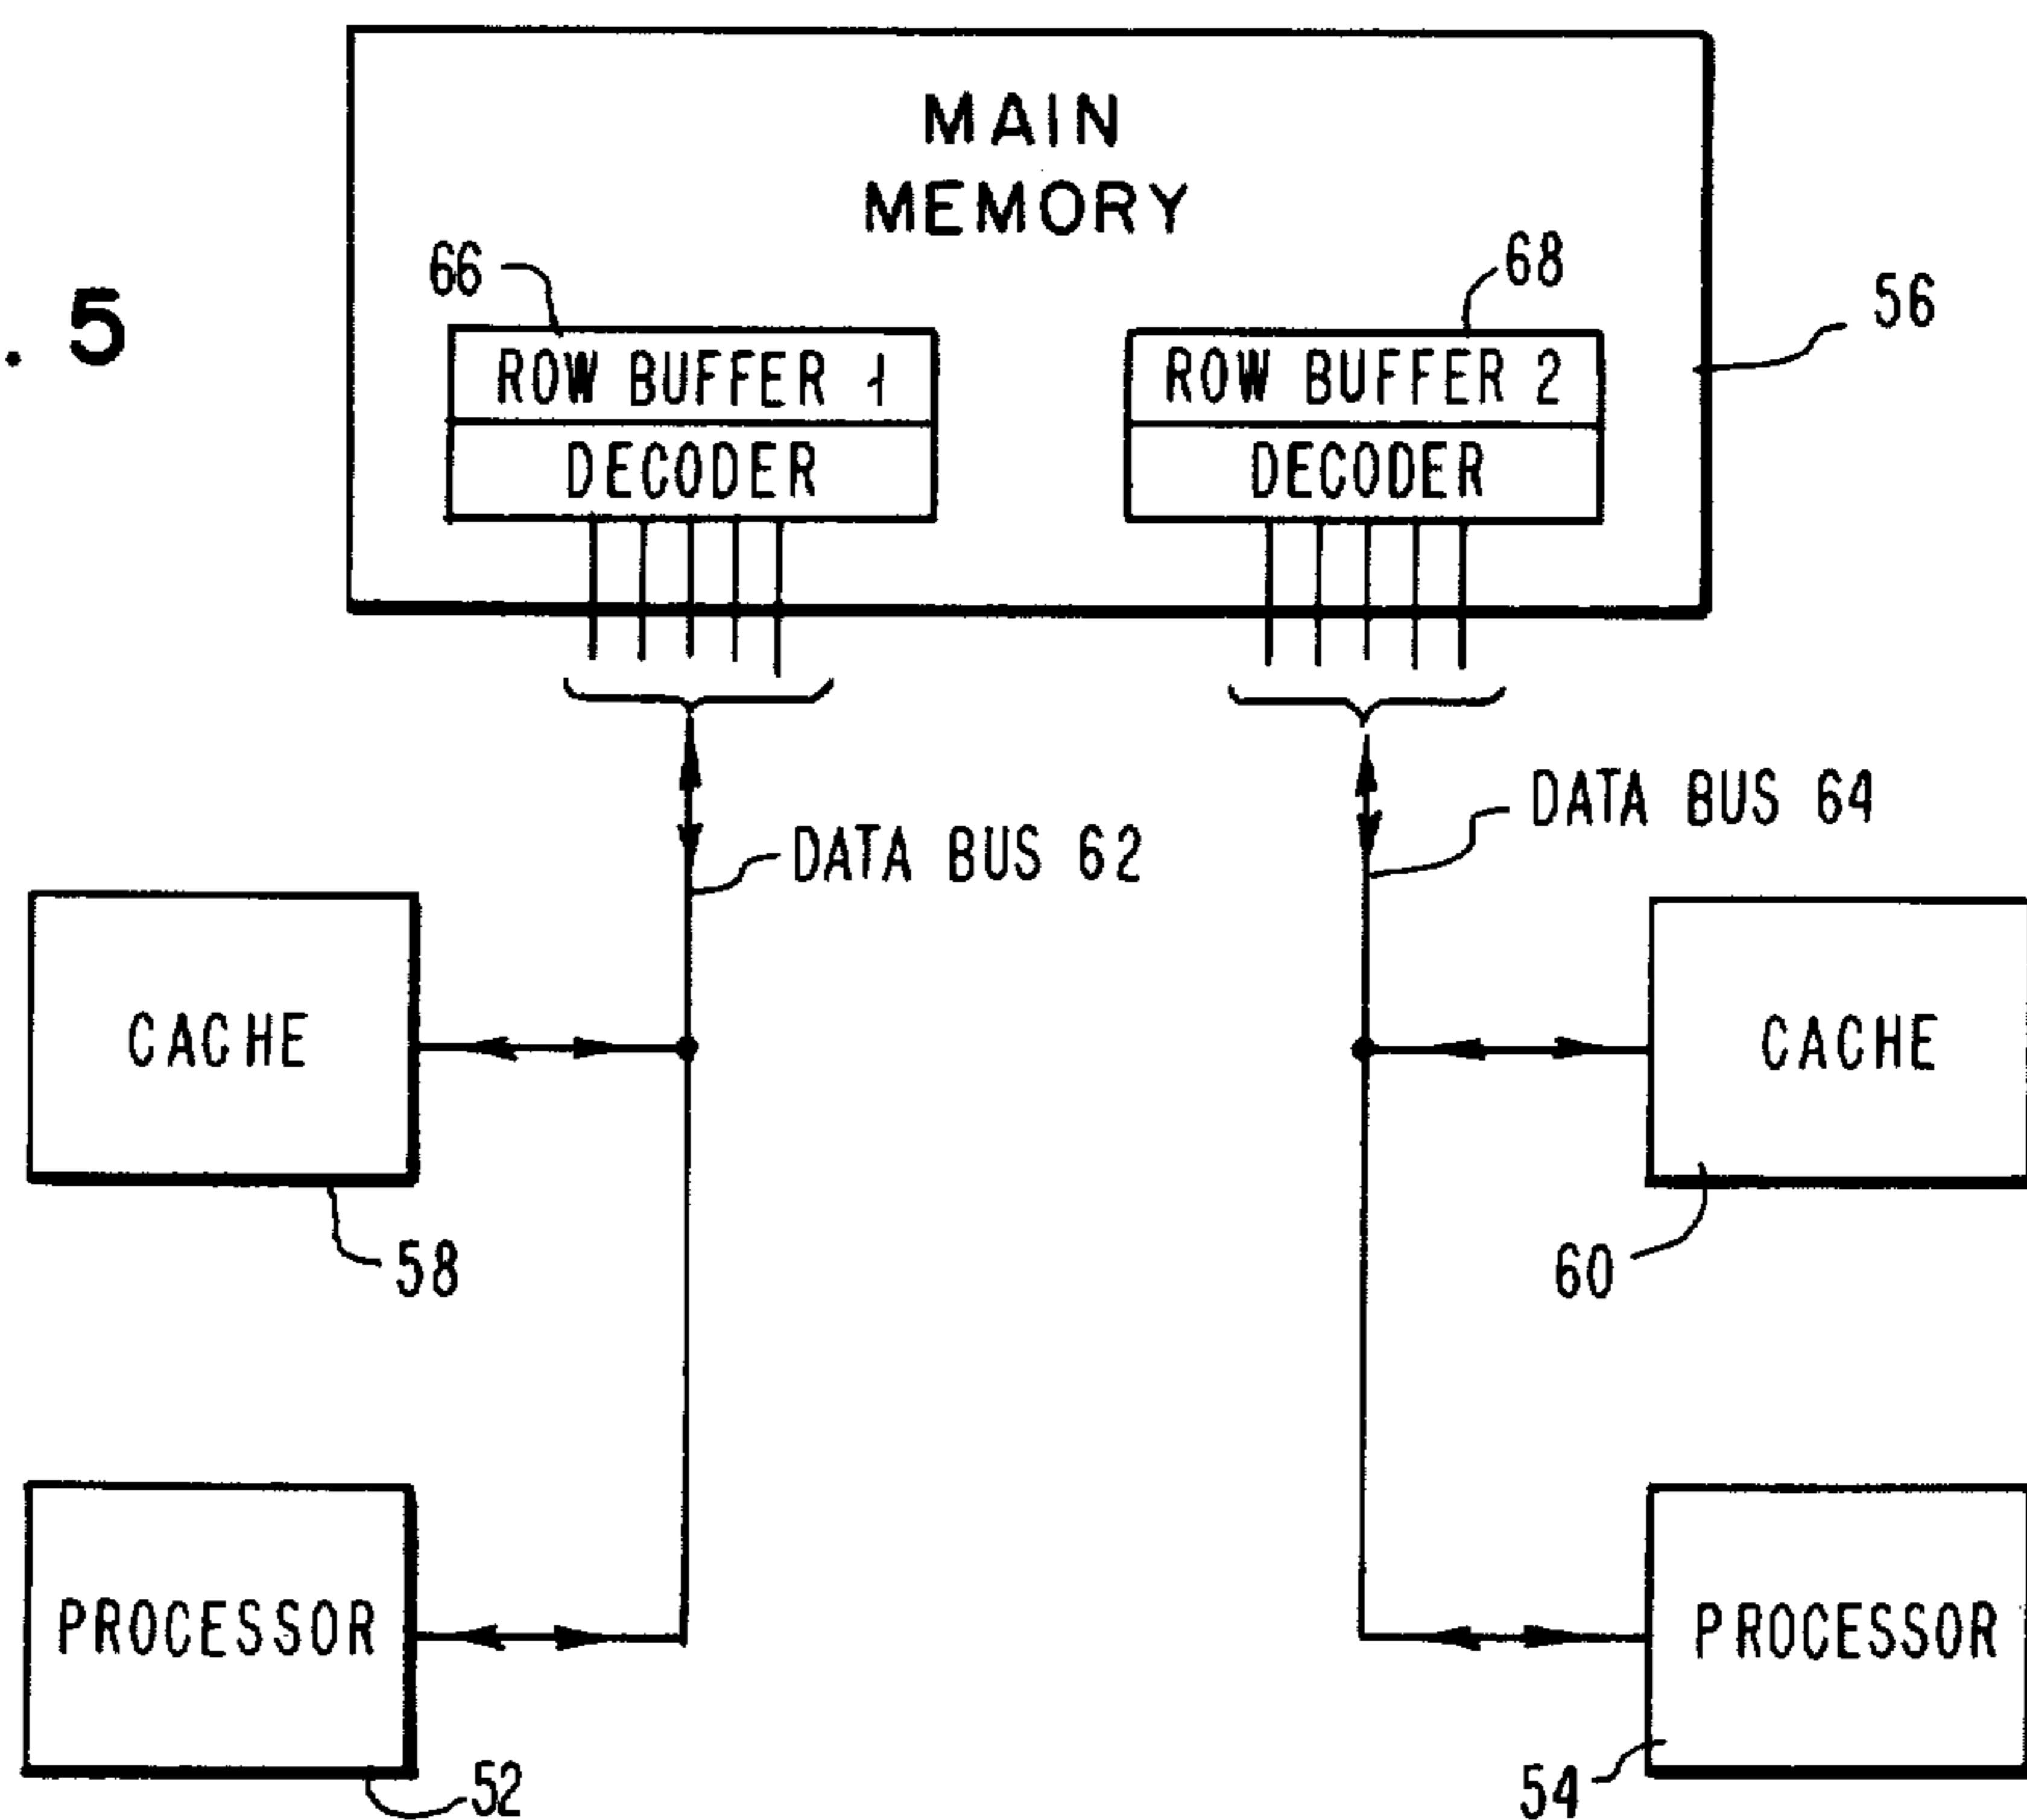 . 5
MAIN
MEMORY
66
68
56
ROW BUFFER 1
ROW BUFFER 2
DECODER
DECODER
DATA BUS 62
DATA BUS 64
CACHE
CACHE
58
60
PROCESSOR
PROCESSOR
52
54